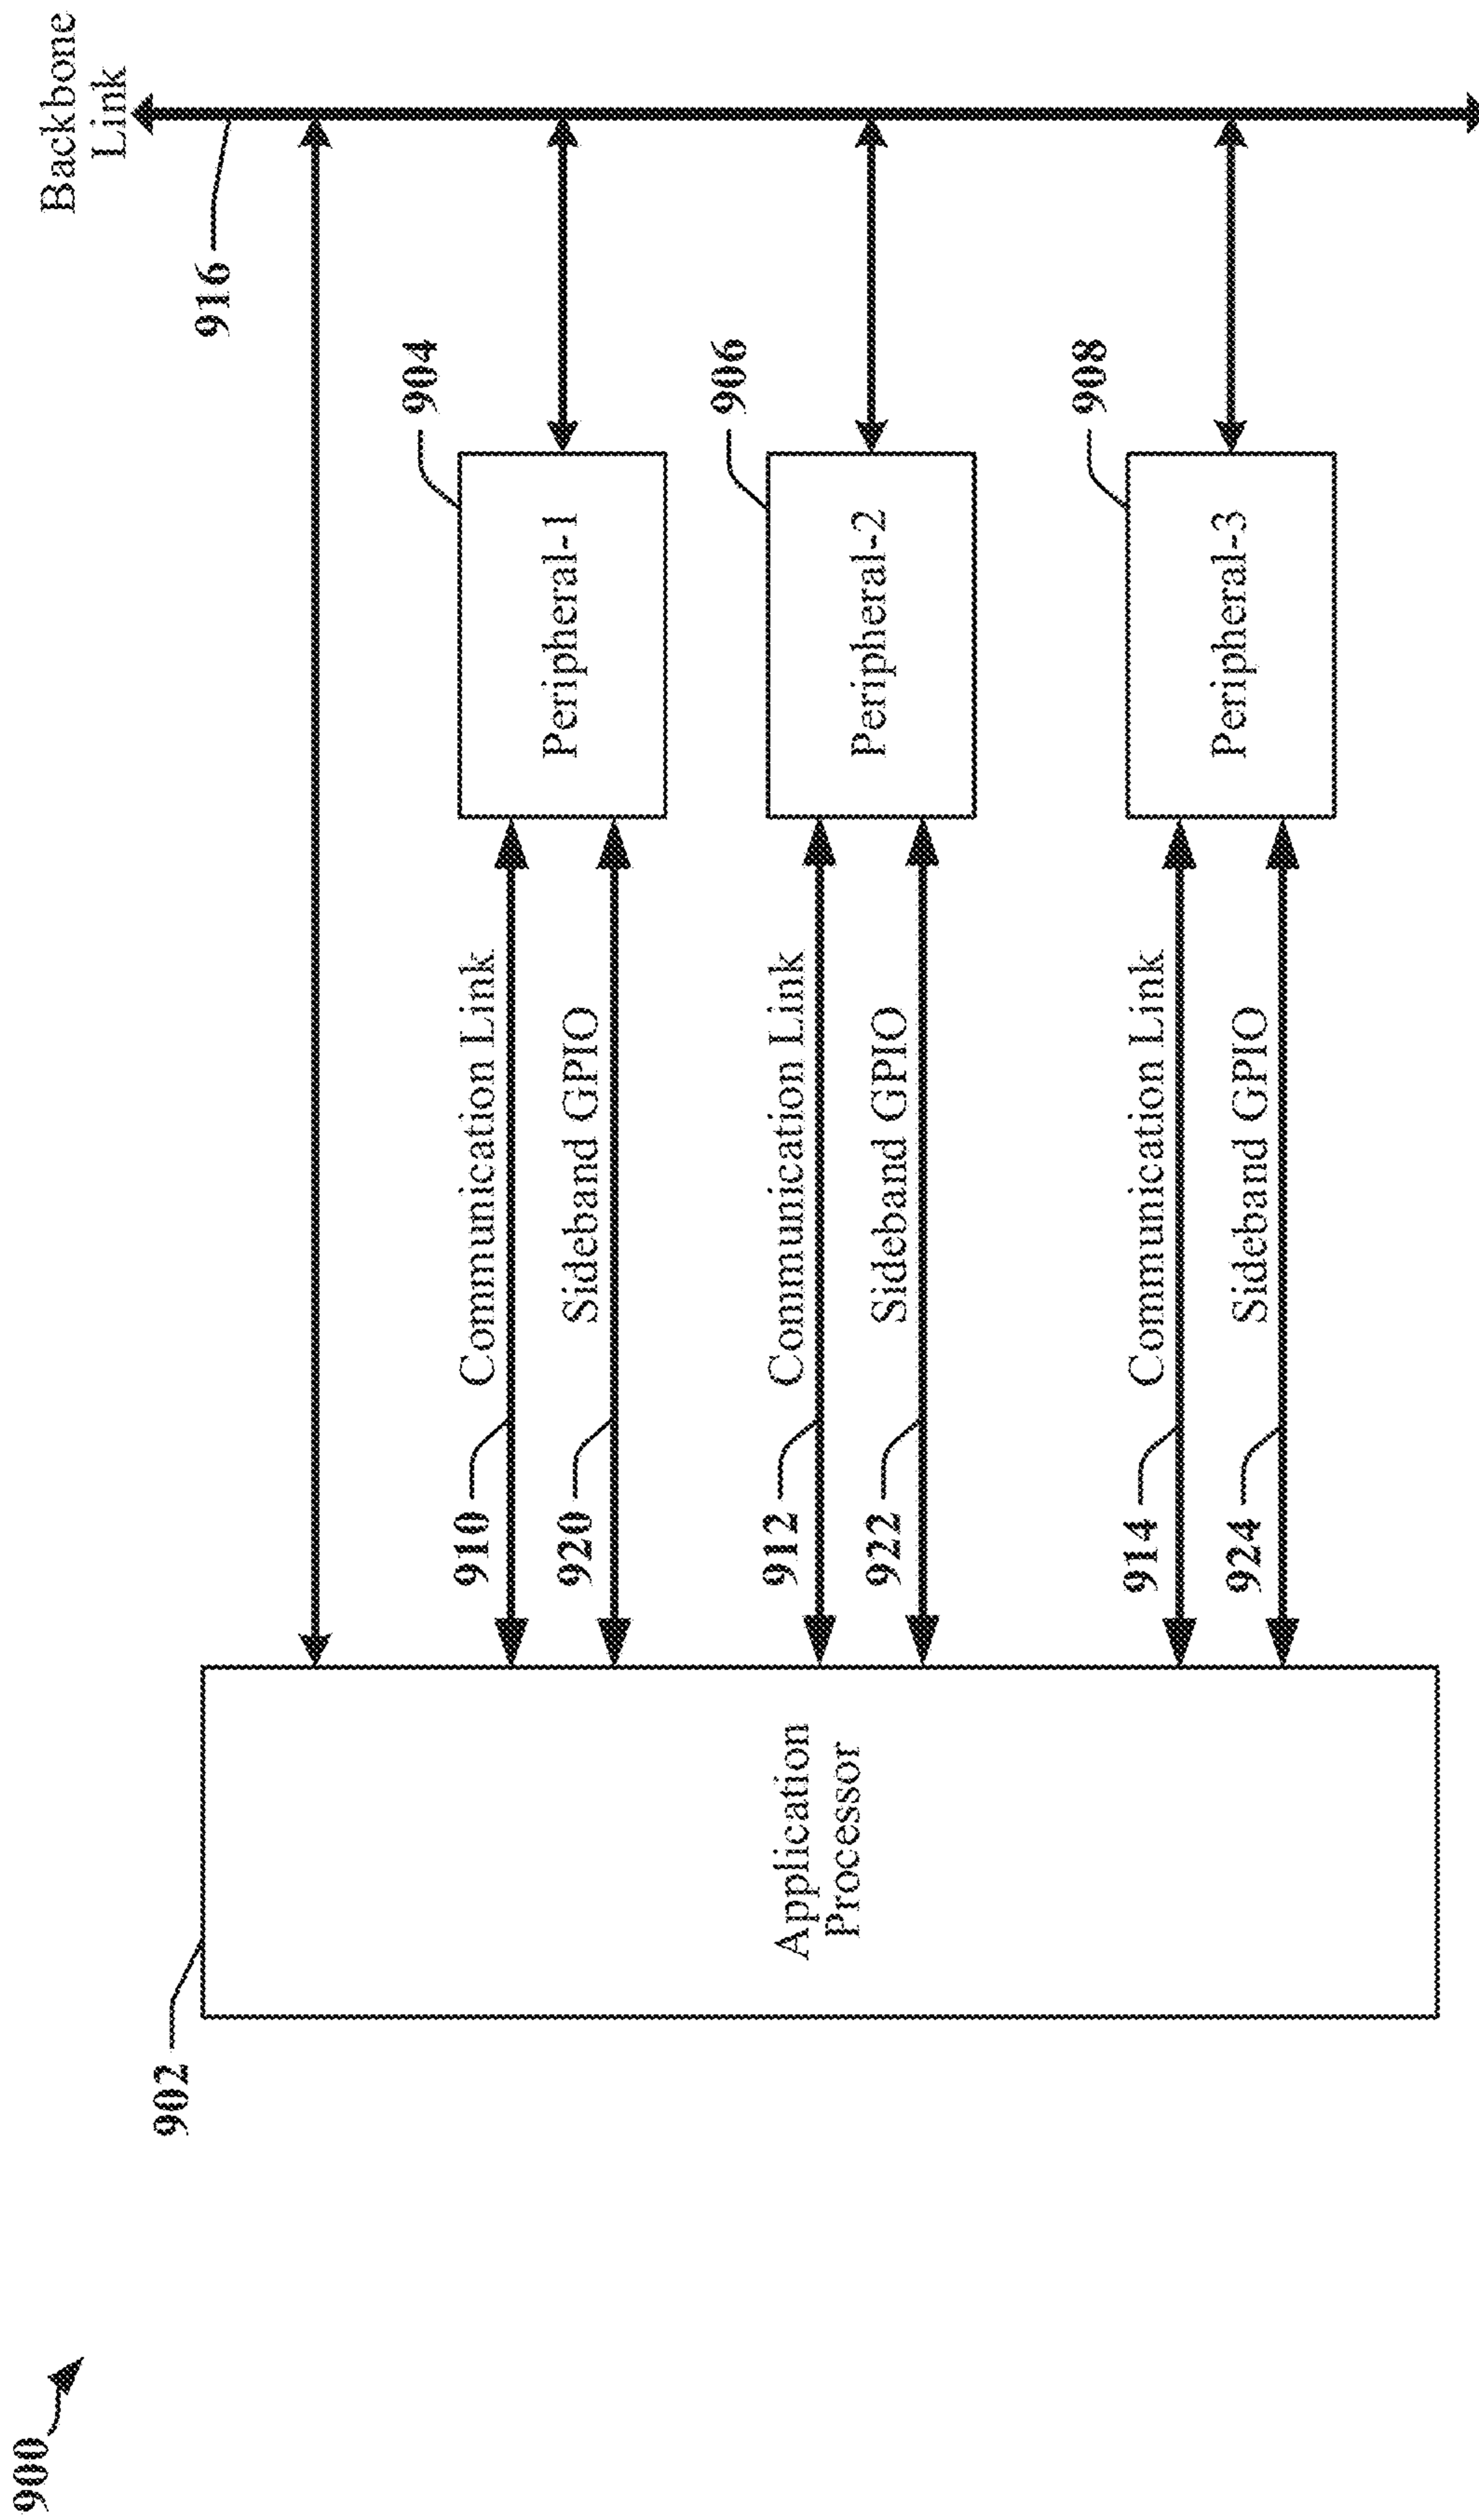 900
902
Application
Processor
910
Communication Link
920
Sideband GPIO
912
Communication Link
922
Sideband GPIO
914
Communication Link
924
Sideband GPIO
904
Peripheral-1
906
Peripheral-2
908
Peripheral-3
916
Backbone
Link